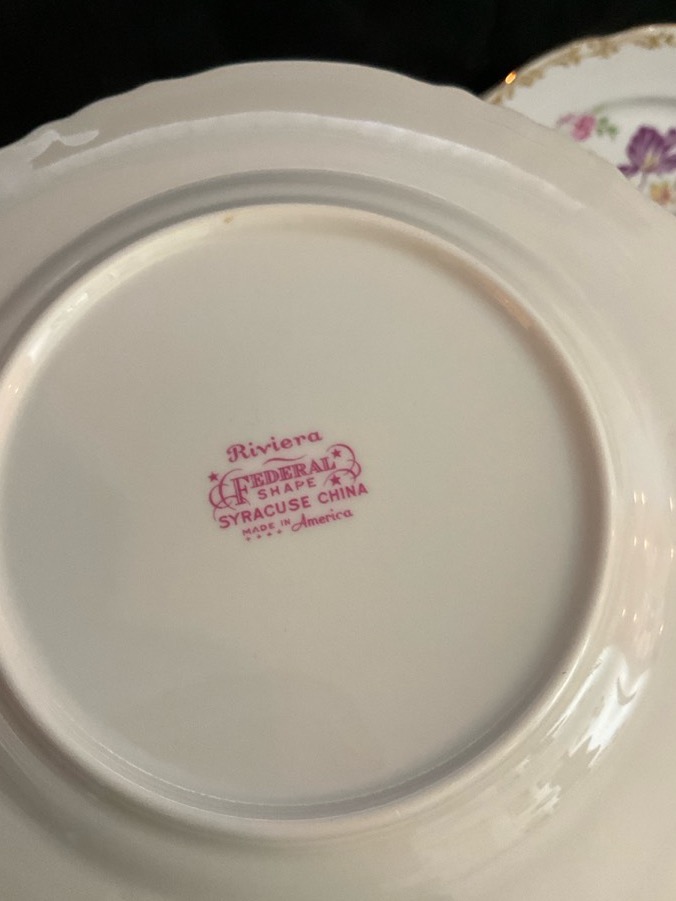 Riviera
FEDERAL
SHAPE
SYRACUSE CHINA
MADE IN America